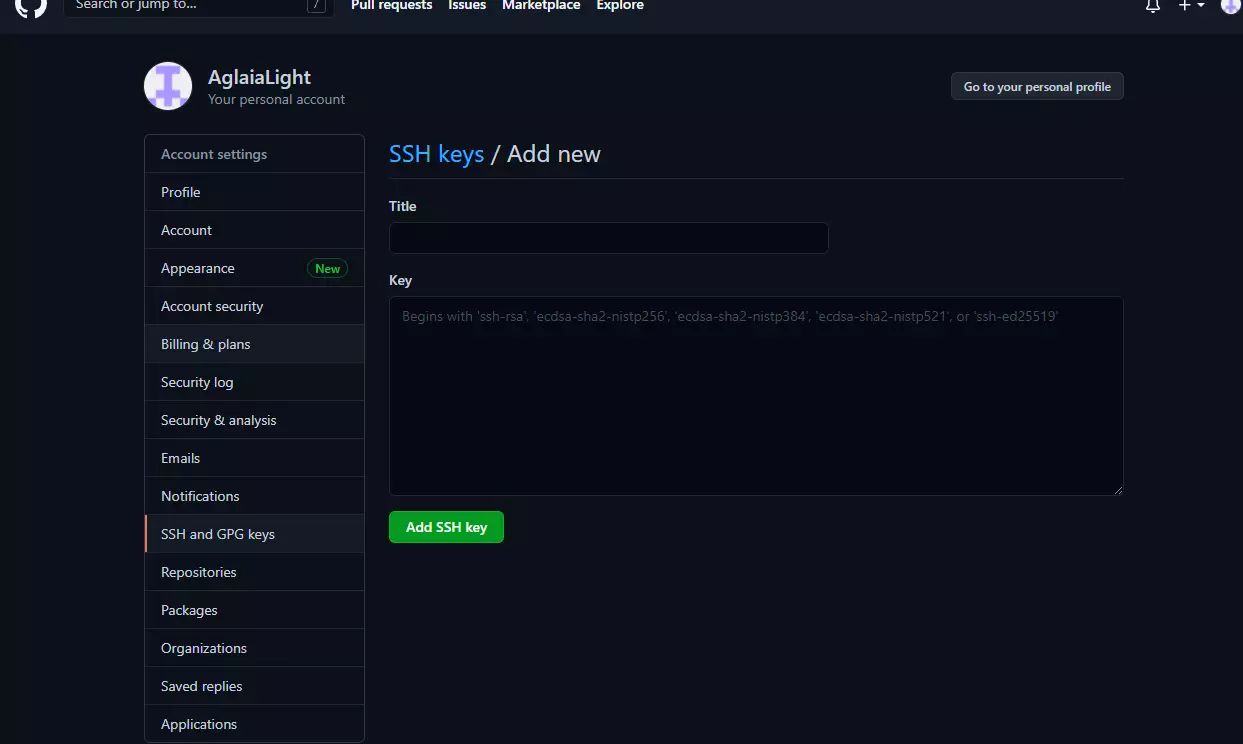 Search or jump to... /
Pull requests Issues Marketplace Explore
AglaiaLight
Your personal account
Go to your personal profile
Account settings
Profile
Account
Appearance New
Account security
Billing & plans
Security log
Security & analysis
Emails
Notifications
SSH and GPG keys
Repositories
Packages
Organizations
Saved replies
Applications
SSH keys / Add new
Title
Key
Begins with 'ssh-rsa', 'ecdsa-sha2-nistp256', 'ecdsa-sha2-nistp384', 'ecdsa-sha2-nistp521', or 'ssh-ed25519'
Add SSH key